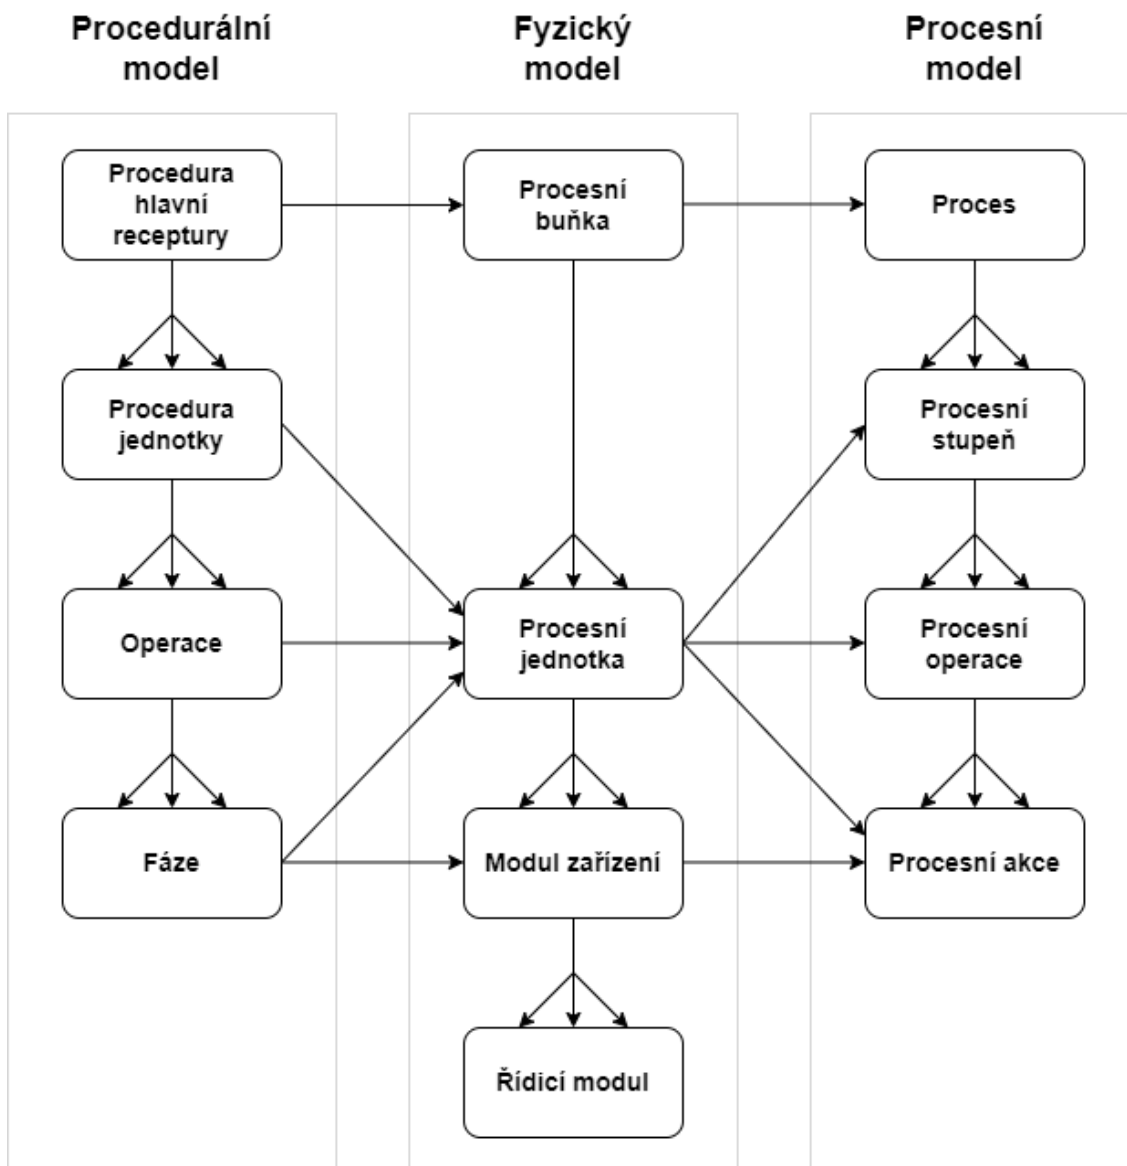 Procedurální
model
Fyzický
model
Procesní
model
Procedura
hlavní
receptury
Procesní
buňka
Proces
Procedura
jednotky
Procesní
stupeň
Operace
Procesní
jednotka
Procesní
operace
Fáze
Modul zařízení
Procesní akce
Řídicí modul